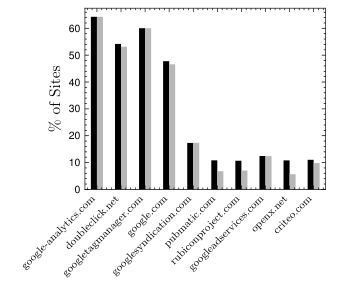 % of Sites
60
50
40
30
20
10
0
google-analytics.com
doubleclick.net
googletagmanager.com
google.com
googlesyndication.com
pubmatic.com
rubiconproject.com
googleadservices.com
openx.net
criteo.com